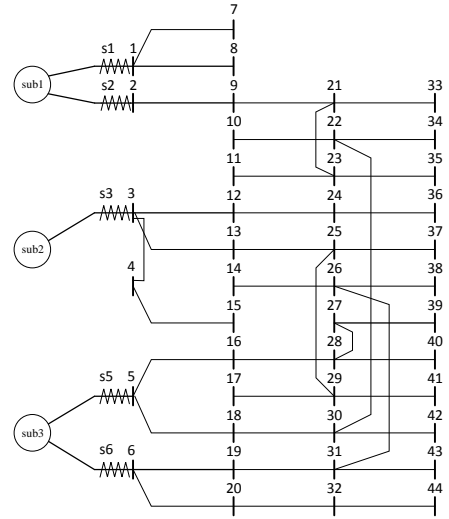 7
s1 1 8
sub1
s2 2 9 21 33
10 22 34
11 23 35
s3 3 12 24 36
13 25 37
sub2
4 14 26 38
15 27 39
16 28 40
s5 5 17 29 41
18 30 42
sub3
s6 6 19 31 43
20 32 44